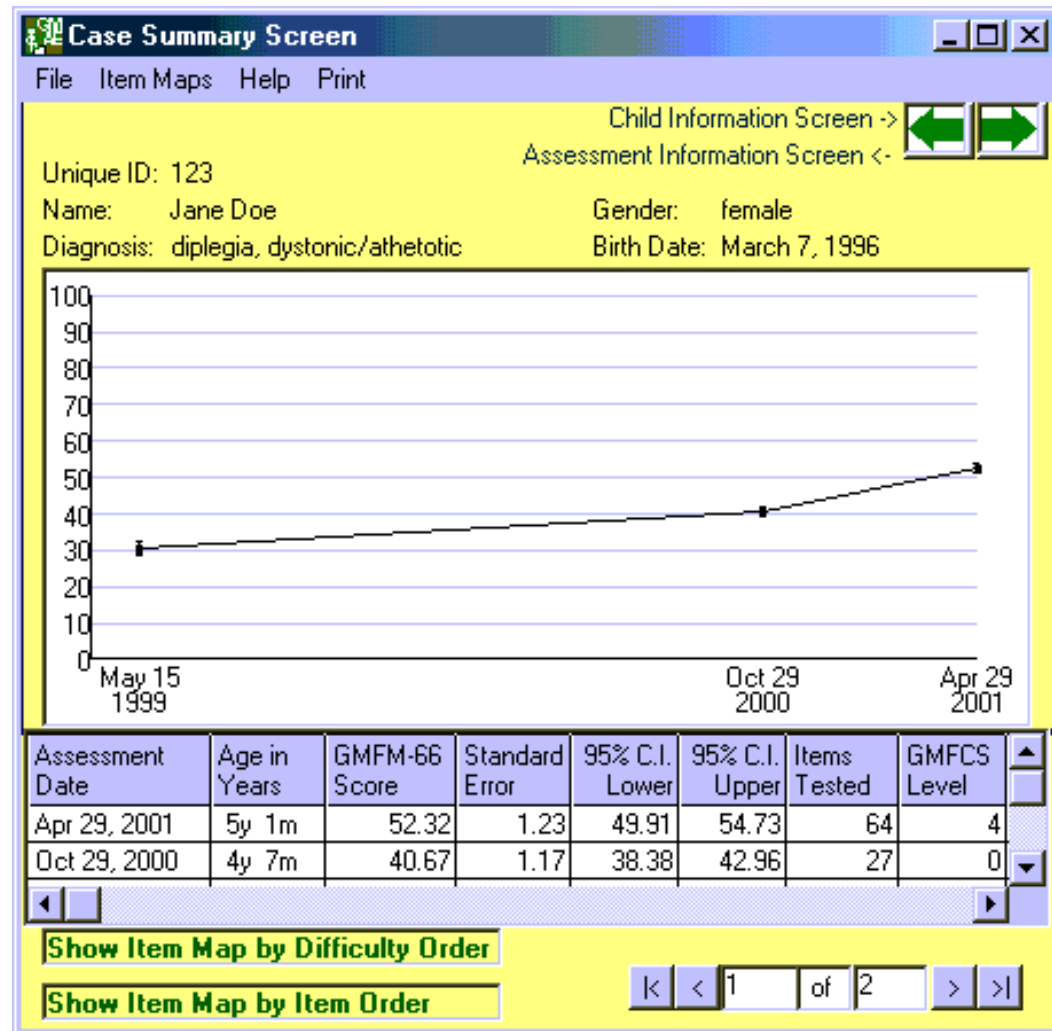 Case Summary Screen
File Item Maps Help Print
Child Information Screen ->
Assessment Information Screen <-
Unique ID: 123
Name: Jane Doe Gender: female
Diagnosis: diplegia, dystonic/athetotic Birth Date: March 7, 1996
100
90
80
70
60
50
40
30
20
10
0
May 15 Oct 29 Apr 29
1999 2000 2001
Assessment Age in GMFM-66 Standard 95% C.I. 95% C.I. Items GMFCS
Date Years Score Error Lower Upper Tested Level
Apr 29, 2001 5y 1m 52.32 1.23 49.91 54.73 64 4
Oct 29, 2000 4y 7m 40.67 1.17 38.38 42.96 27 0
Show Item Map by Difficulty Order
Show Item Map by Item Order
|< < 1 of 2 > >|